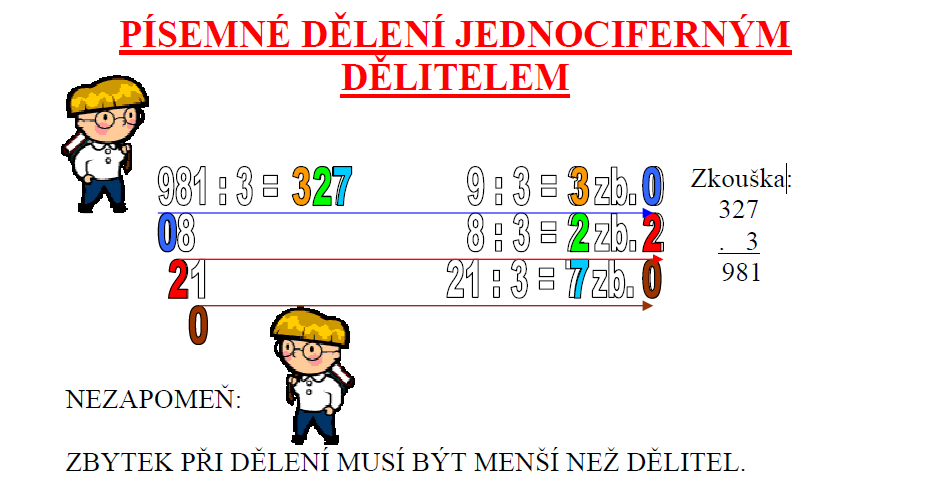 PÍSEMNÉ DĚLENÍ JEDNOCIFERNÝM
DĚLITELEM
981 : 3 = 327 9 : 3 = 3 zb. 0
08 8 : 3 = 2 zb. 2
21 21 : 3 = 7 zb. 0
0
Zkouška:
327
. 3
981
NEZAPOMEŇ:
ZBYTEK PŘI DĚLENÍ MUSÍ BÝT MENŠÍ NEŽ DĚLITEL.